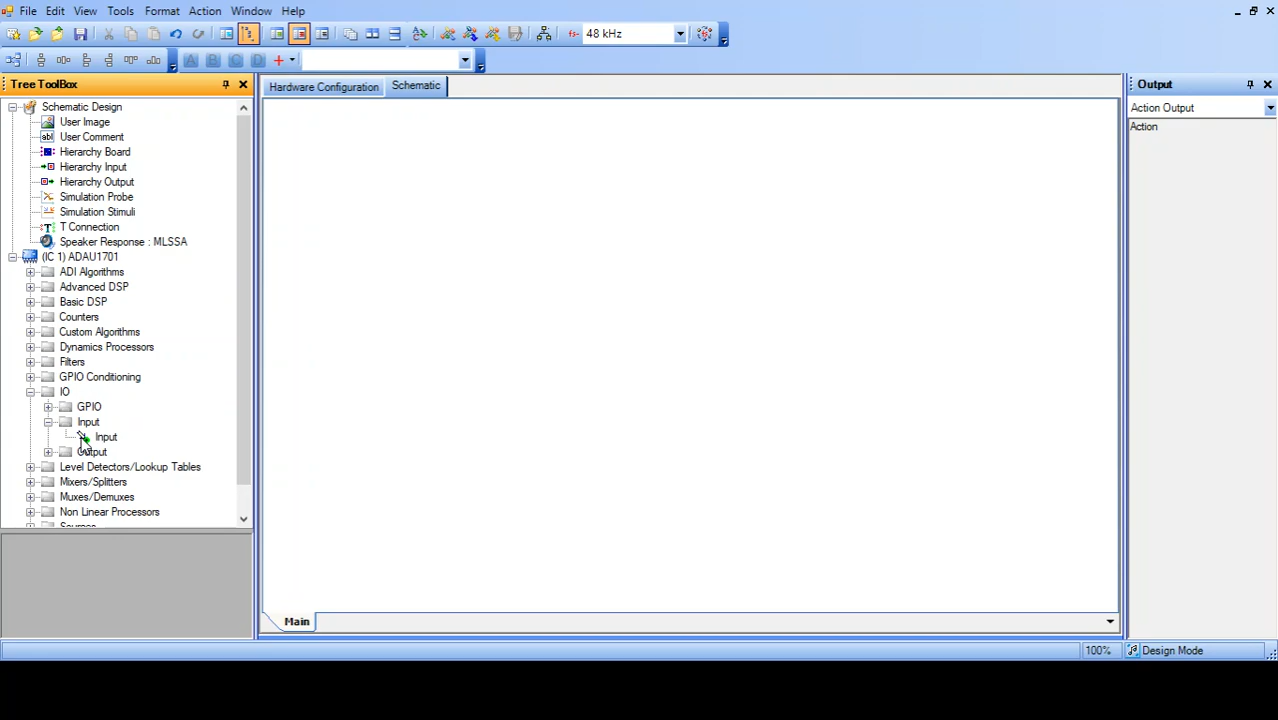 File Edit View Tools Format Action Window Help
fs- 48 kHz
A B C D
Tree ToolBox
Schematic Design
User Image
abl User Comment
Hierarchy Board
Hierarchy Input
Hierarchy Output
Simulation Probe
Simulation Stimuli
T T Connection
Speaker Response : MLSSA
(IC 1) ADAU1701
ADI Algorithms
Advanced DSP
Basic DSP
Counters
Custom Algorithms
Dynamics Processors
Filters
GPIO Conditioning
IO
GPIO
Input
Input
Output
Level Detectors/Lookup Tables
Mixers/Splitters
Muxes/Demuxes
Non Linear Processors
Sources
Hardware Configuration Schematic
Main
Output
Action Output
Action
100% Design Mode